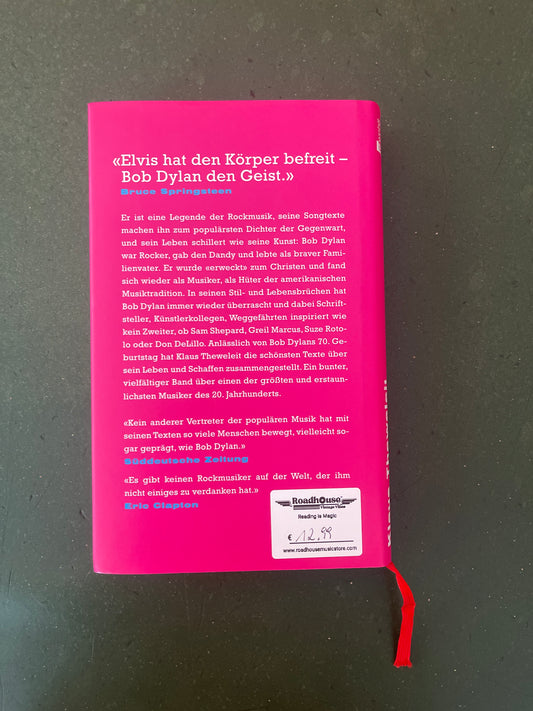 «Elvis hat den Körper befreit –
Bob Dylan den Geist.»
Bruce Springsteen
Er ist eine Legende der Rockmusik, seine Songtexte
machen ihn zum populärsten Dichter der Gegenwart,
und sein Leben schillert wie seine Kunst: Bob Dylan
war Rocker, gab den Dandy und lebte als braver Fami-
lienvater. Er wurde «erweckt» zum Christen und fand
sich wieder als Musiker, als Hüter der amerikanischen
Musiktradition. In seinen Stil- und Lebensbrüchen hat
Bob Dylan immer wieder überrascht und dabei Schrift-
steller, Künstlerkollegen, Weggefährten inspiriert wie
kein Zweiter, ob Sam Shepard, Greil Marcus, Suze Roto-
lo oder Don DeLillo. Anlässlich von Bob Dylans 70. Ge-
burtstag hat Klaus Theweleit die schönsten Texte über
sein Leben und Schaffen zusammengestellt. Ein bunter,
vielfältiger Band über einen der größten und erstaun-
lichsten Musiker des 20. Jahrhunderts.
«Kein anderer Vertreter der populären Musik hat mit
seinen Texten so viele Menschen bewegt, vielleicht so-
gar geprägt, wie Bob Dylan.»
Süddeutsche Zeitung
«Es gibt keinen Rockmusiker auf der Welt, der ihm
nicht einiges zu verdanken hat.»
Eric Clapton
Roadhouse
Vintage Vibes
Reading is Magic
€ 12,99
www.roadhousemusicstore.com